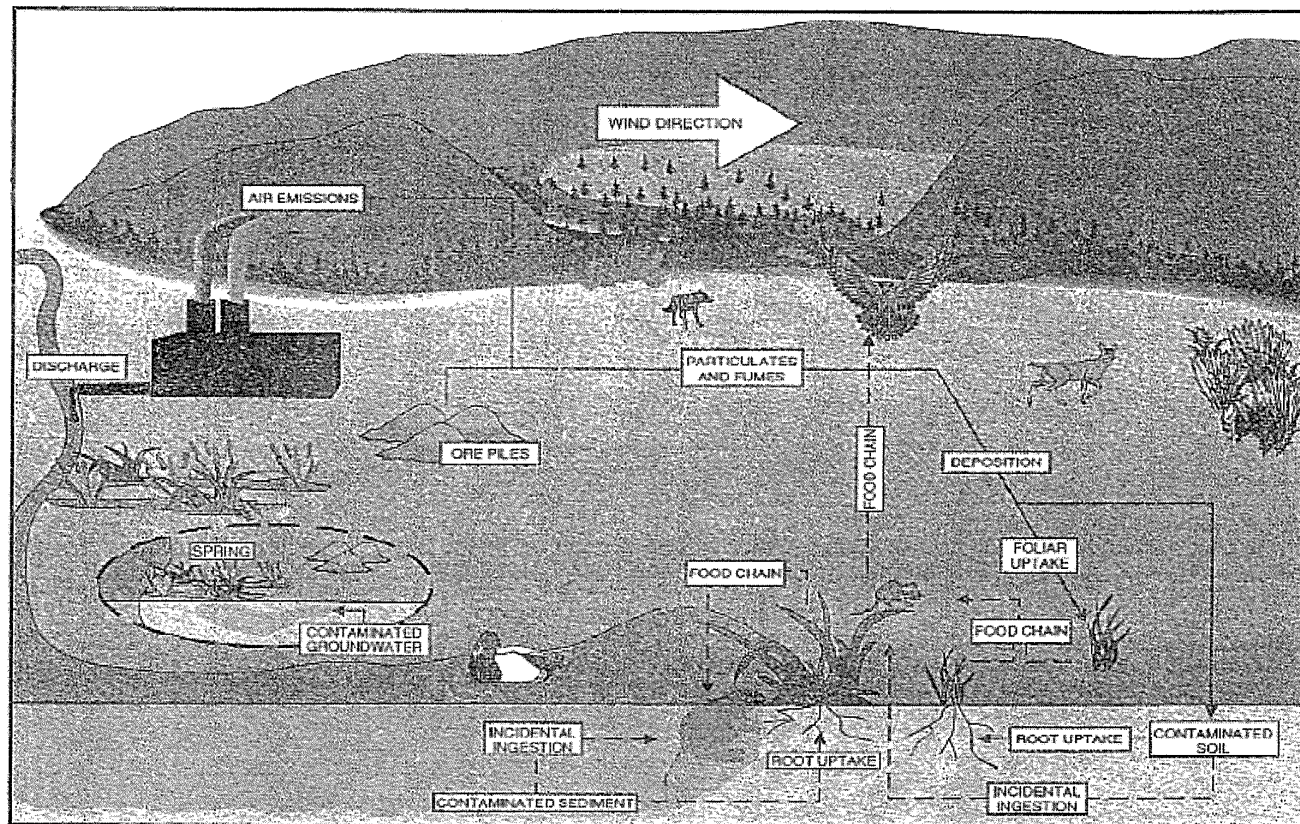 WIND DIRECTION
AIR EMISSIONS
DISCHARGE
PARTICULATES
AND FUMES
ORE PILES
FOOD CHAIN
DEPOSITION
SPRING
FOLIAR
UPTAKE
FOOD CHAIN
CONTAMINATED
GROUNDWATER
FOOD CHAIN
INCIDENTAL
INGESTION
ROOT UPTAKE
ROOT UPTAKE
CONTAMINATED
SOIL
CONTAMINATED SEDIMENT
INCIDENTAL
INGESTION